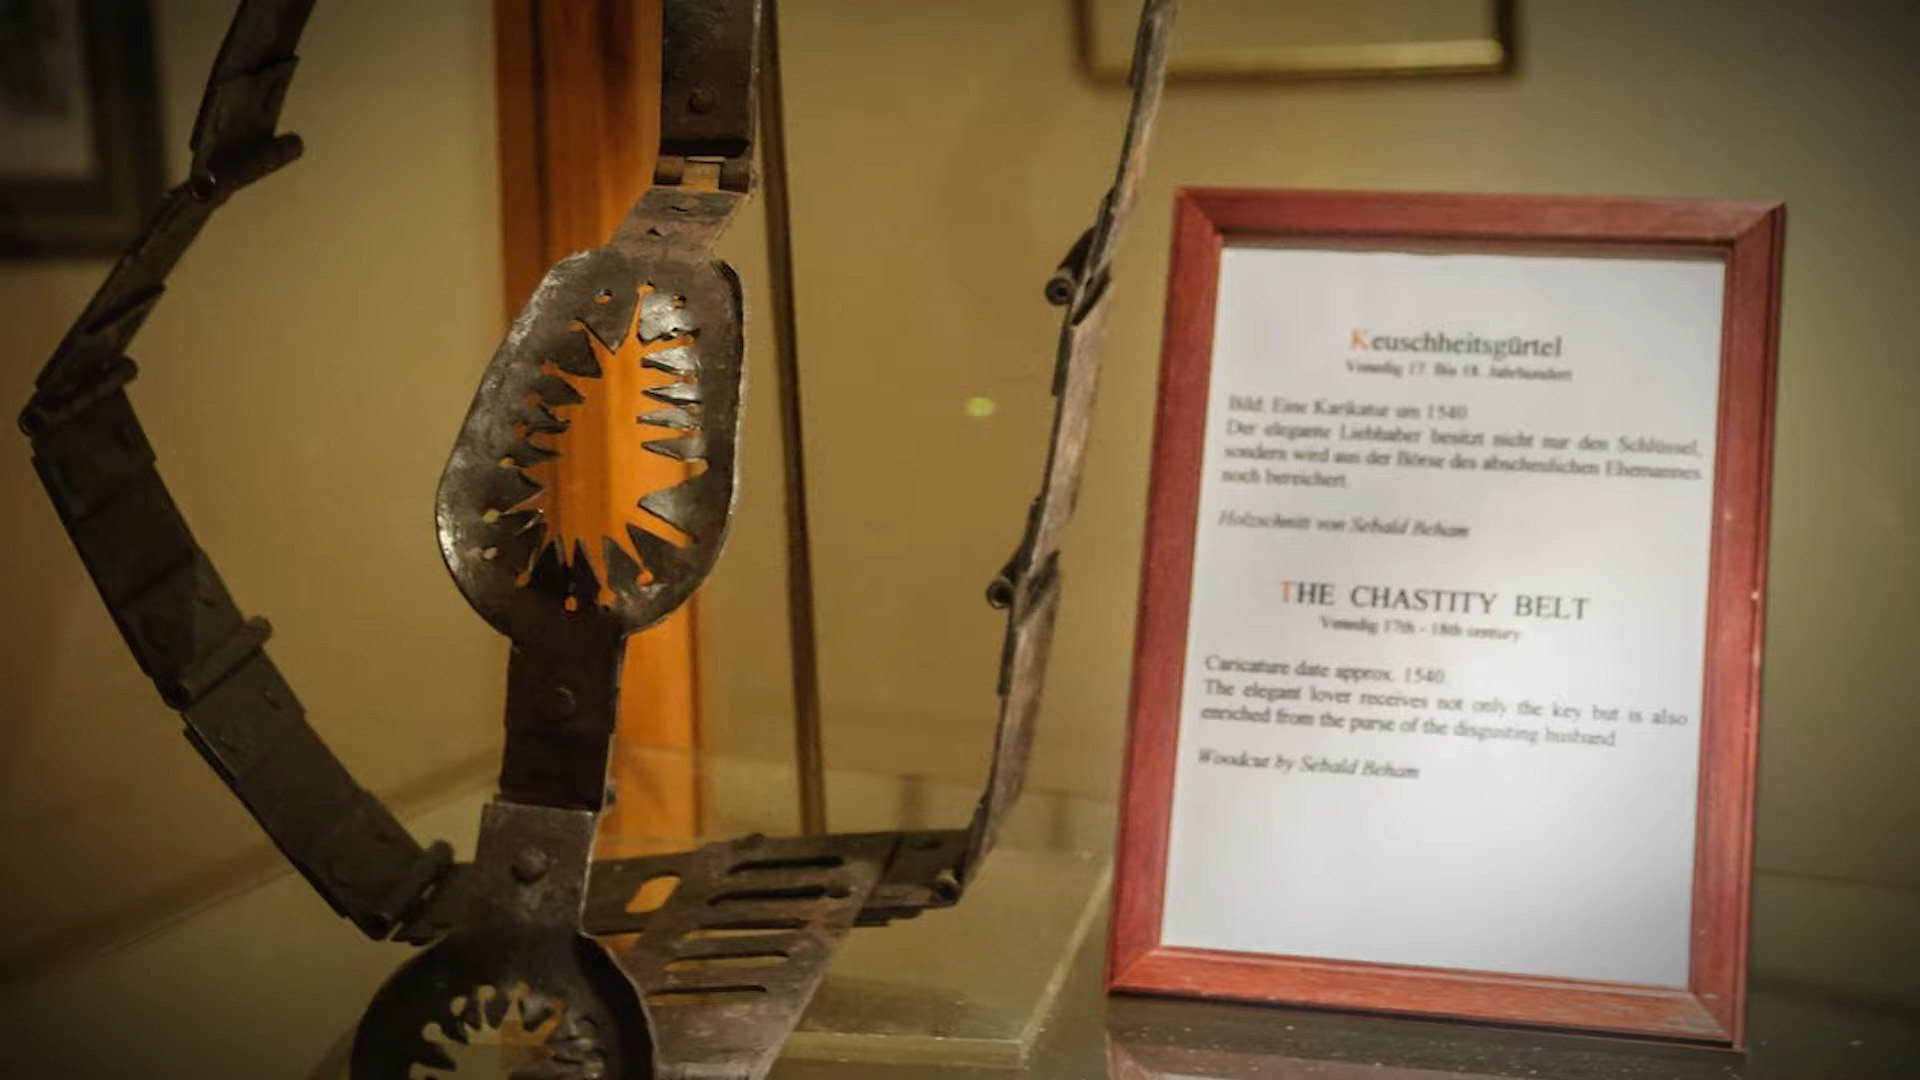 Keuschheitsgürtel
Venedig 17. Bis 18. Jahrhundert
Bild: Eine Karikatur um 1540
Der elegante Liebhaber besitzt nicht nur den Schlüssel,
sondern wird aus der Börse des abscheulichen Ehemannes
noch bereichert.
Holzschnitt von Sebald Beham
THE CHASTITY BELT
Venedig 17th - 18th century
Caricature date approx. 1540.
The elegant lover receives not only the key but is also
enriched from the purse of the disgusting husband
Woodcut by Sebald Beham